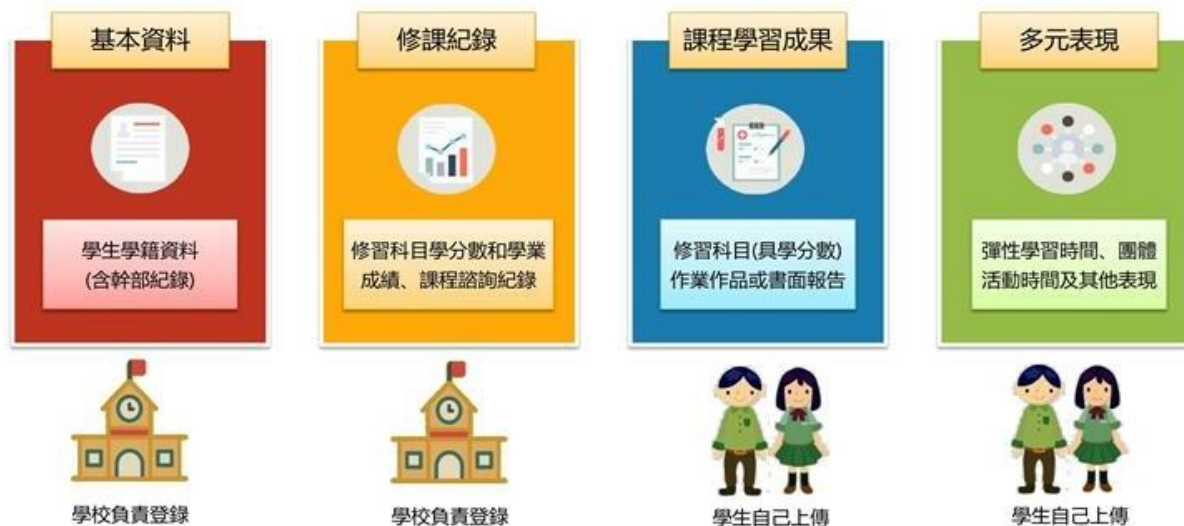 基本資料
學生學籍資料
(含幹部紀錄)
學校負責登錄
修課紀錄
修習科目學分數和學業
成績、課程諮詢紀錄
學校負責登錄
課程學習成果
修習科目(具學分數)
作業作品或書面報告
學生自己上傳
多元表現
彈性學習時間、團體
活動時間及其他表現
學生自己上傳